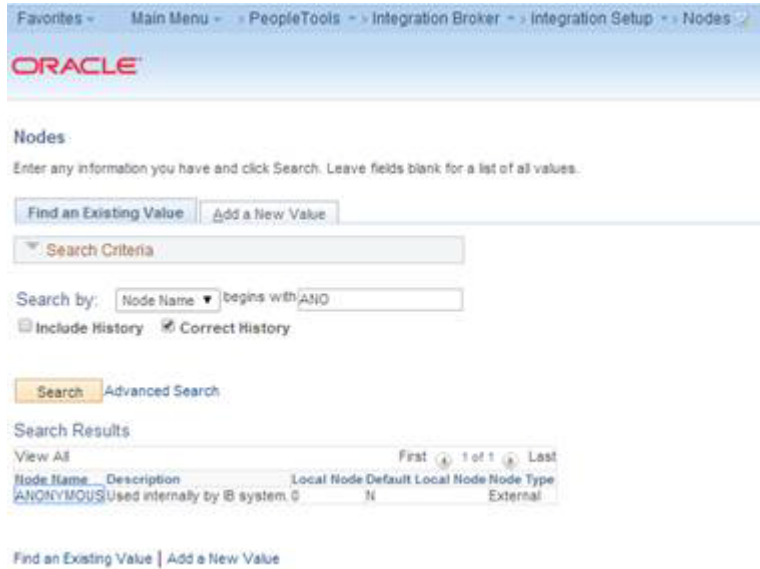 Favorites Main Menu PeopleTools Integration Broker Integration Setup Nodes
ORACLE
Nodes
Enter any information you have and click Search. Leave fields blank for a list of all values.
Find an Existing Value Add a New Value
Search Criteria
Search by: Node Name begins with ANO
Include History Correct History
Search Advanced Search
Search Results
View All First 1 of 1 Last
Node Name Description Local Node Default Local Node Node Type
ANONYMOUS Used internally by IB system. 0 N External
Find an Existing Value | Add a New Value